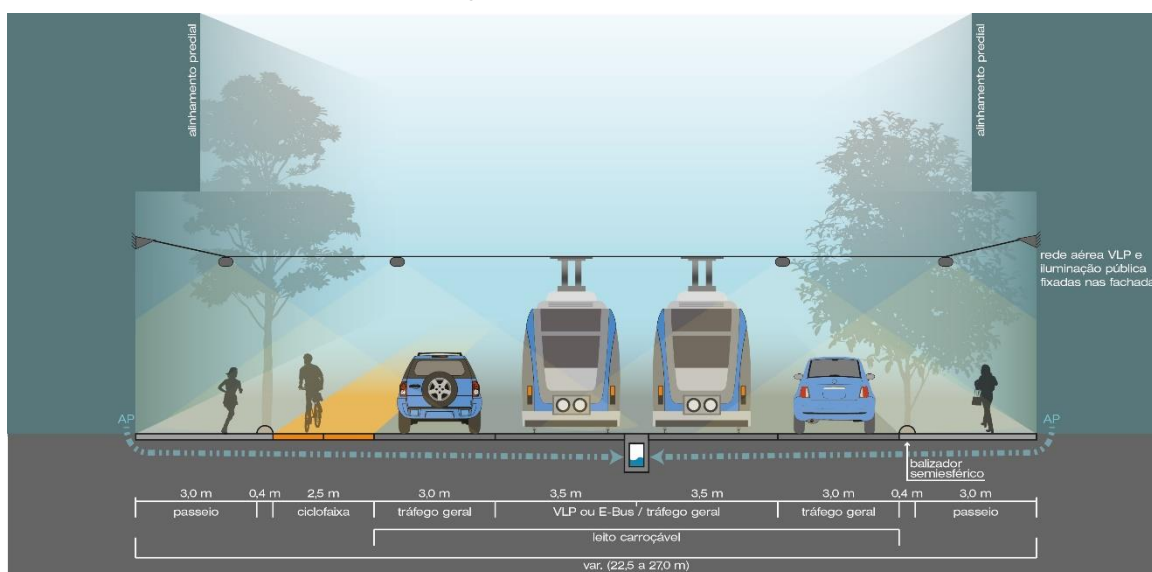 alinhamento predial
alinhamento predial
rede aérea VLP e
iluminação pública
fixadas nas fachada
AP
AP
balizador
semiesférico
3,0 m 0,4 m 2,5 m 3,0 m 3,5 m 3,5 m 3,0 m 0,4 m 3,0 m
passeio ciclofaixa tráfego geral VLP ou E-Bus / tráfego geral tráfego geral passeio
leito carroçável
var. (22,5 a 27,0 m)